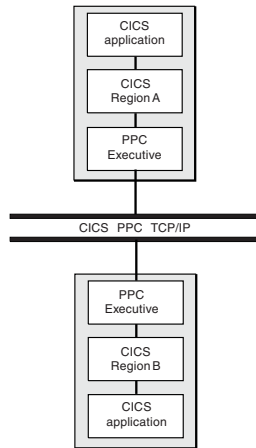 CICS
application
CICS
Region A
PPC
Executive
CICS PPC TCP/IP
PPC
Executive
CICS
Region B
CICS
application